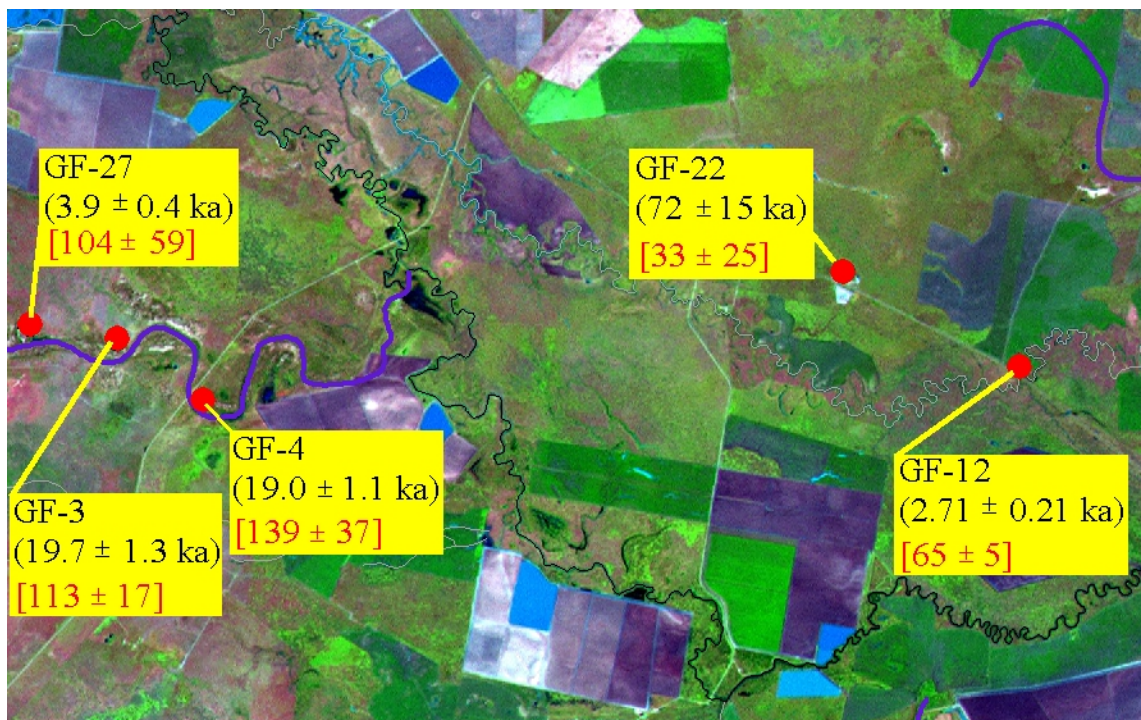 GF-27
(3.9 ± 0.4 ka)
[104 ± 59]
GF-22
(72 ± 15 ka)
[33 ± 25]
GF-4
(19.0 ± 1.1 ka)
[139 ± 37]
GF-3
(19.7 ± 1.3 ka)
[113 ± 17]
GF-12
(2.71 ± 0.21 ka)
[65 ± 5]